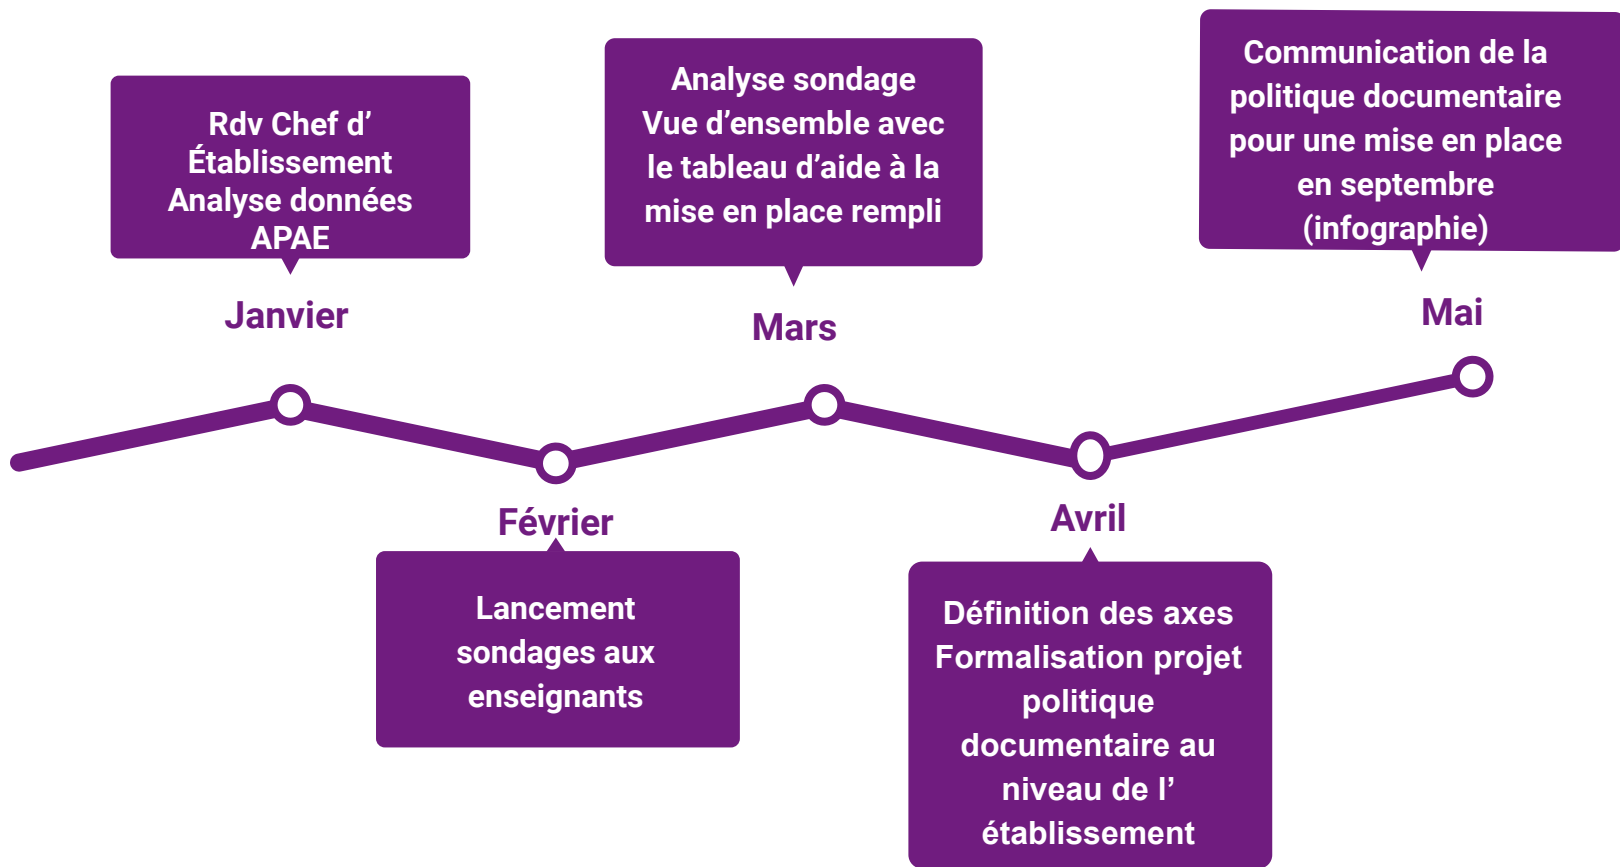 Rdv Chef d’
Établissement
Analyse données
APAE
Janvier
Février
Lancement
sondages aux
enseignants
Analyse sondage
Vue d’ensemble avec
le tableau d’aide à la
mise en place rempli
Mars
Avril
Définition des axes
Formalisation projet
politique
documentaire au
niveau de l’
établissement
Communication de la
politique documentaire
pour une mise en place
en septembre
(infographie)
Mai